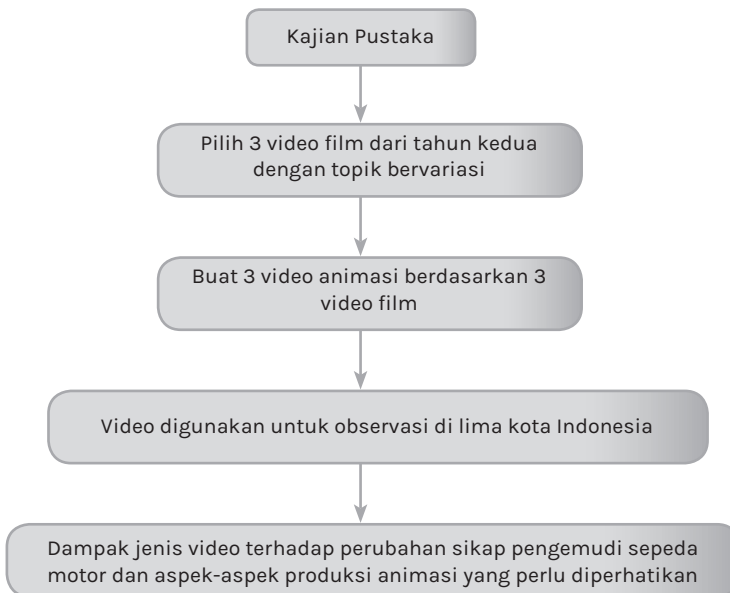 Kajian Pustaka
Pilih 3 video film dari tahun kedua
dengan topik bervariasi
Buat 3 video animasi berdasarkan 3
video film
Video digunakan untuk observasi di lima kota Indonesia
Dampak jenis video terhadap perubahan sikap pengemudi sepeda
motor dan aspek-aspek produksi animasi yang perlu diperhatikan